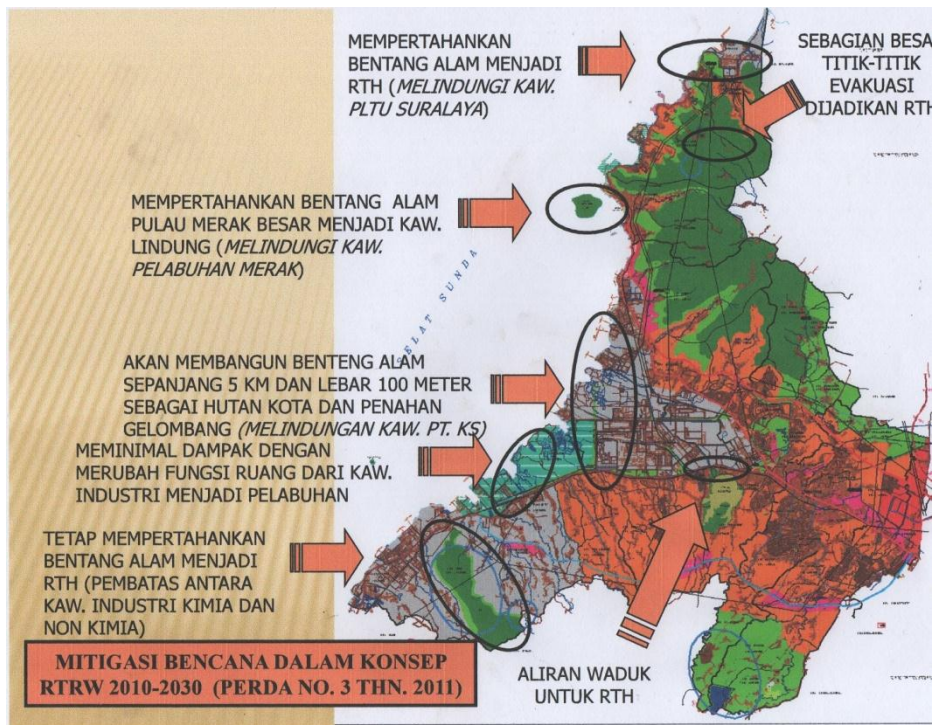 MEMPERTAHANKAN
BENTANG ALAM MENJADI
RTH (MELINDUNGI KAW.
PLTU SURALAYA)
SEBAGIAN BESA
TITIK-TITIK
EVAKUASI
DIJADIKAN RTH
MEMPERTAHANKAN BENTANG ALAM
PULAU MERAK BESAR MENJADI KAW.
LINDUNG (MELINDUNGI KAW.
PELABUHAN MERAK)
SELAT SUNDA
AKAN MEMBANGUN BENTENG ALAM
SEPANJANG 5 KM DAN LEBAR 100 METER
SEBAGAI HUTAN KOTA DAN PENAHAN
GELOMBANG (MELINDUNGAN KAW. PT. KS)
MEMINIMAL DAMPAK DENGAN
MERUBAH FUNGSI RUANG DARI KAW.
INDUSTRI MENJADI PELABUHAN
TETAP MEMPERTAHANKAN
BENTANG ALAM MENJADI
RTH (PEMBATAS ANTARA
KAW. INDUSTRI KIMIA DAN
NON KIMIA)
MITIGASI BENCANA DALAM KONSEP
RTRW 2010-2030 (PERDA NO. 3 THN. 2011)
ALIRAN WADUK
UNTUK RTH